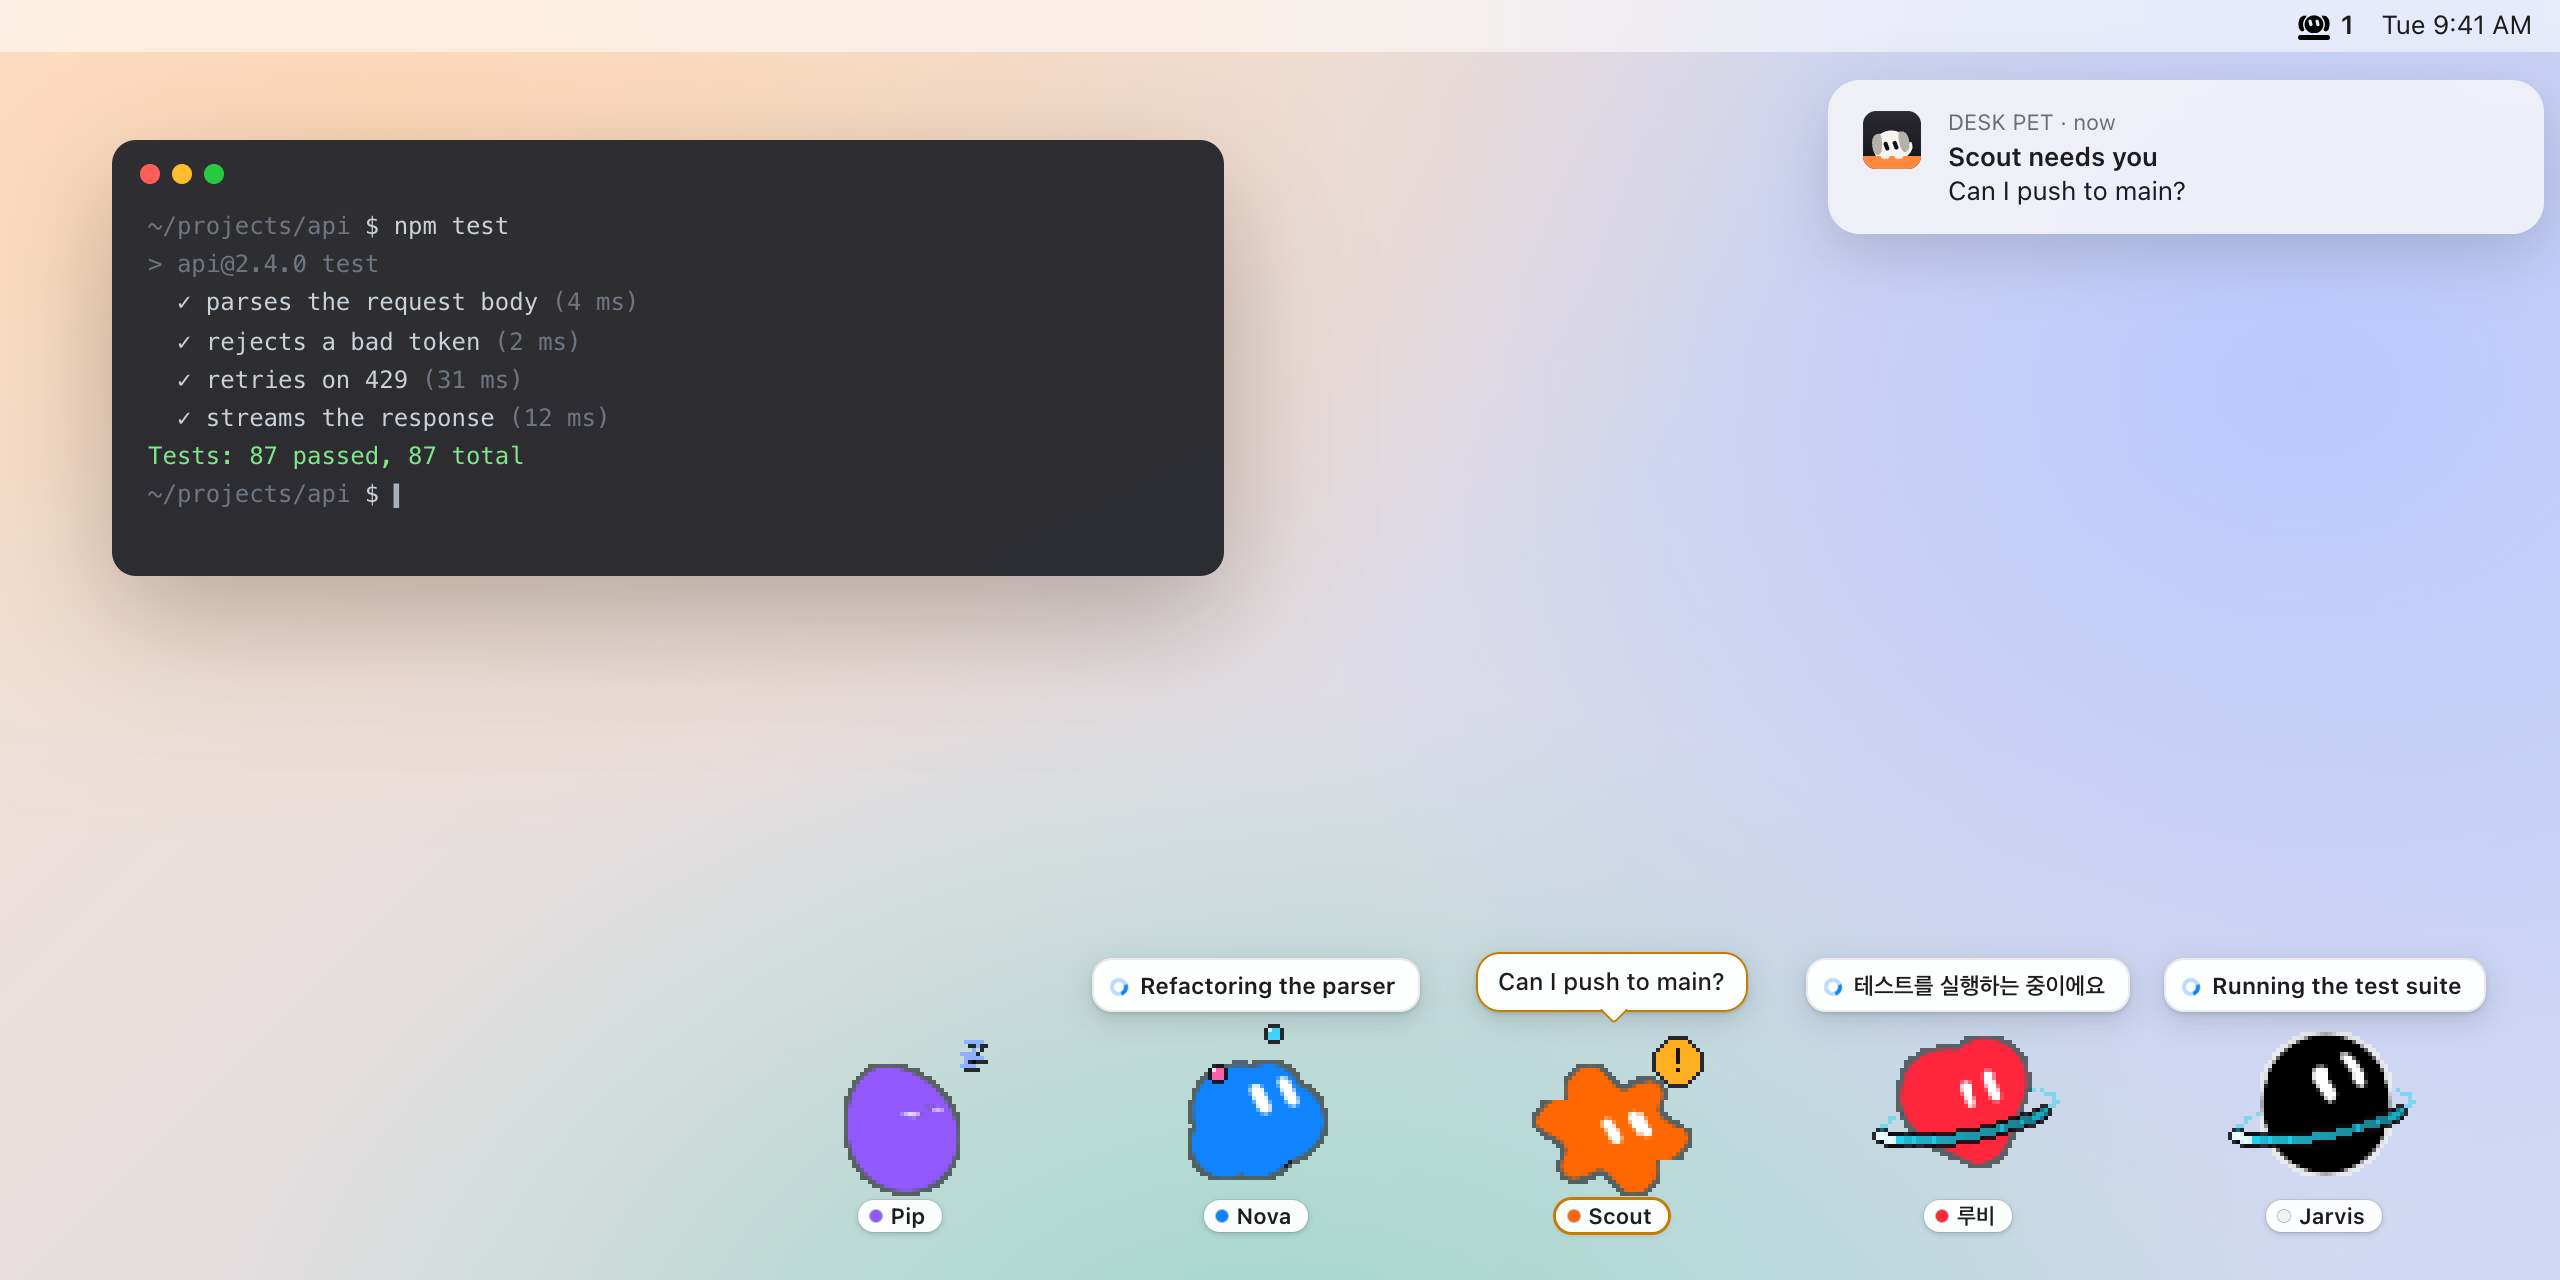 1 Tue 9:41 AM
DESK PET · now
Scout needs you
Can I push to main?
~/projects/api $ npm test
> api@2.4.0 test
✓ parses the request body (4 ms)
✓ rejects a bad token (2 ms)
✓ retries on 429 (31 ms)
✓ streams the response (12 ms)
Tests: 87 passed, 87 total
~/projects/api $
Refactoring the parser
Can I push to main?
테스트를 실행하는 중이에요
Running the test suite
!
Pip
Nova
Scout
루비
Jarvis